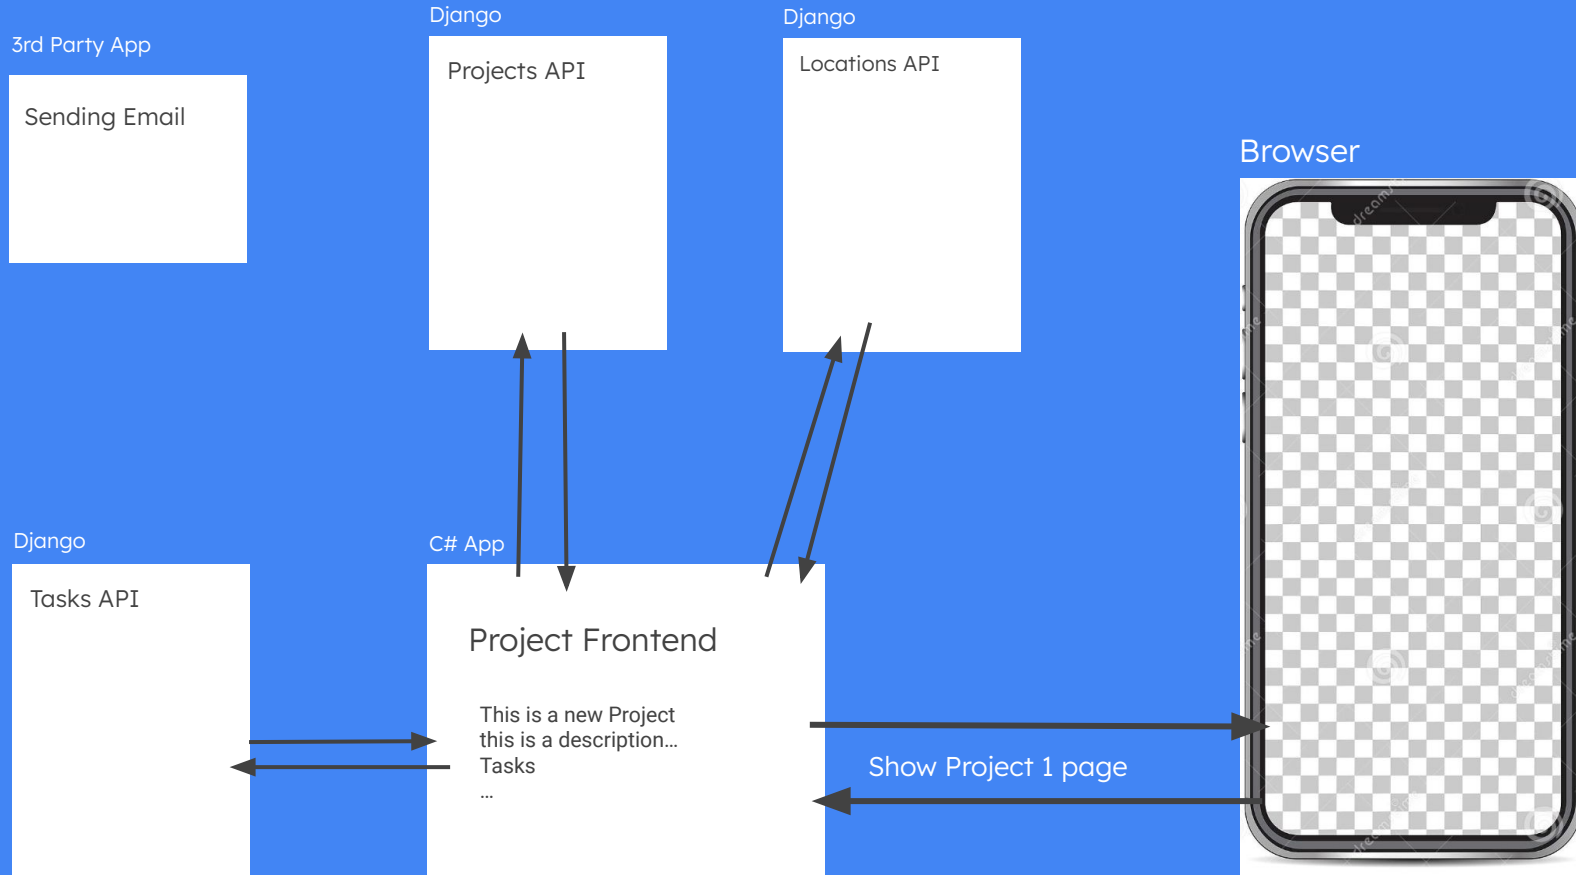 Django
Django
3rd Party App
Projects API
Locations API
Sending Email
Browser
Django
C# App
Tasks API
Project Frontend
This is a new Project
this is a description...
Tasks
...
Show Project 1 page